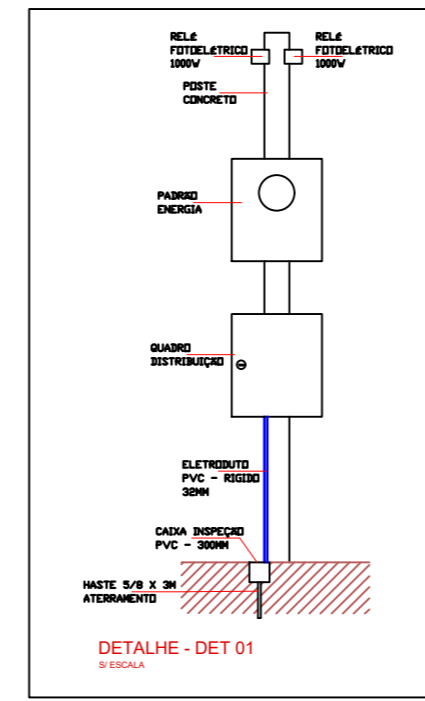 RELÉ
FOTOELÉTRICO
1000W
RELÉ
FOTOELÉTRICO
1000W
POSTE
CONCRETO
PADRÃO
ENERGIA
QUADRO
DISTRIBUIÇÃO
ELETRODUTO
PVC - RIGIDO
32MM
CAIXA INSPEÇÃO
PVC - 300MM
HASTE 5/8 X 3M
ATERRAMENTO
DETALHE - DET 01
S/ ESCALA